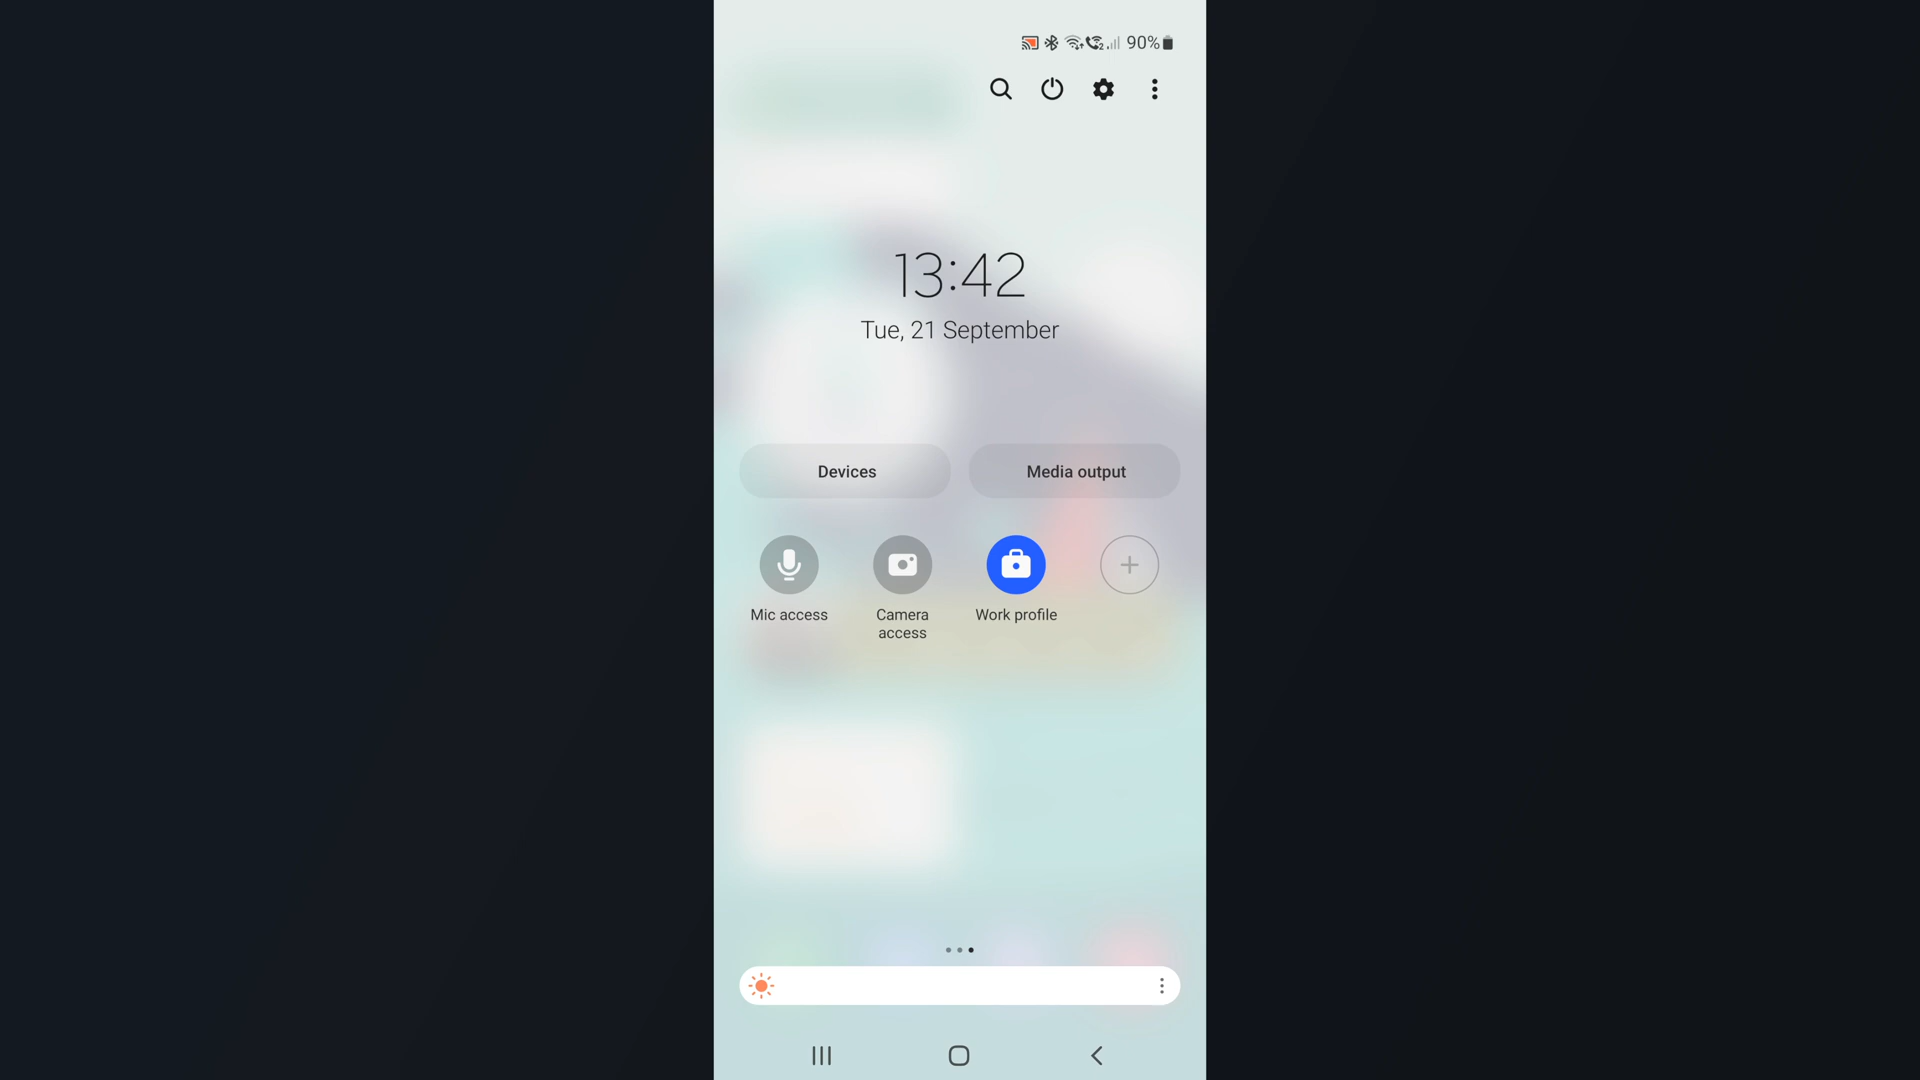 90%
13:42
Tue, 21 September
Devices
Media output
Mic access
Camera
access
Work profile